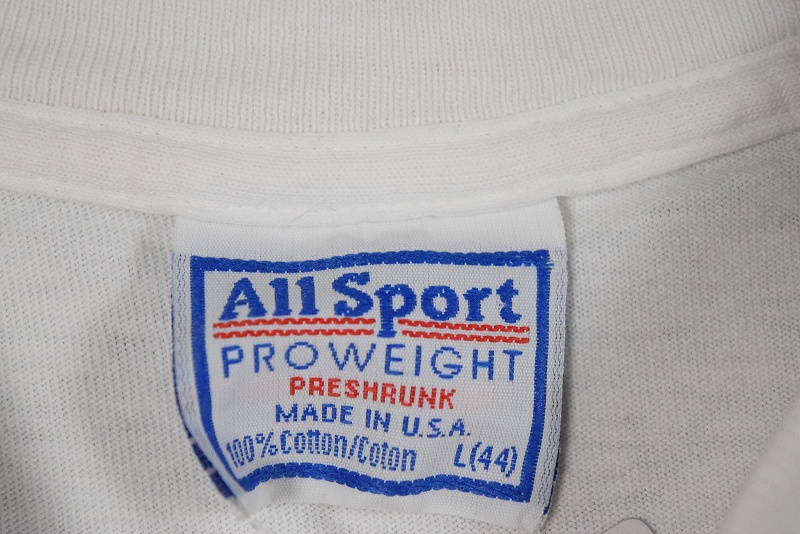 All Sport
PROWEIGHT
PRESHRUNK
MADE IN U.S.A.
100% Cotton/Coton L(44)